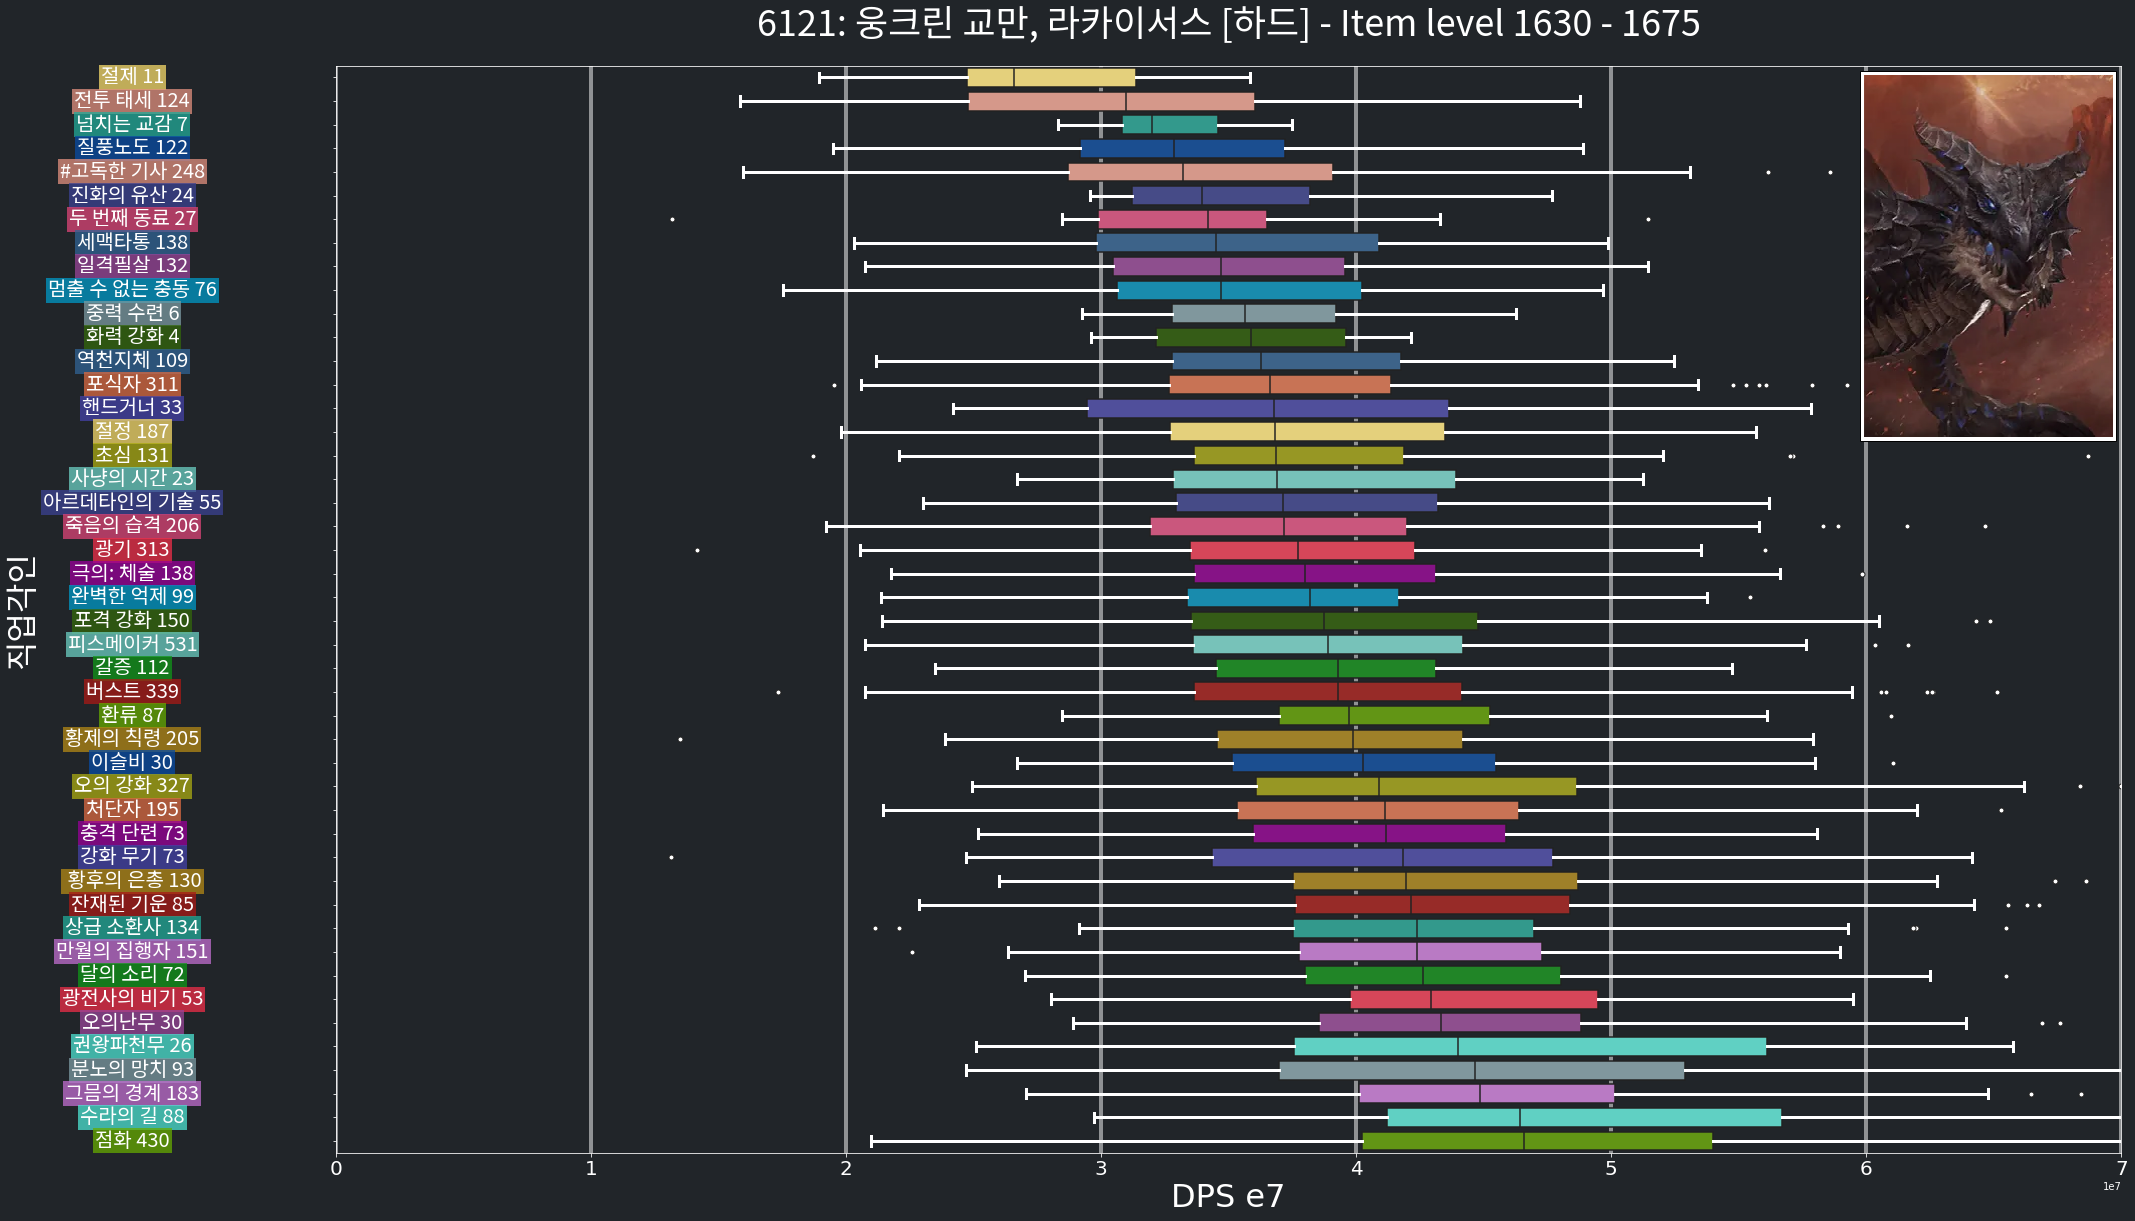 6121: 웅크린 교만, 라카이서스 [하드] - Item level 1630 - 1675
절제 11
전투 태세 124
넘치는 교감 7
질풍노도 122
#고독한 기사 248
진화의 유산 24
두 번째 동료 27
세맥타통 138
일격필살 132
멈출 수 없는 충동 76
중력 수련 6
화력 강화 4
역천지체 109
포식자 311
핸드거너 33
절정 187
초심 131
사냥의 시간 23
아르데타인의 기술 55
죽음의 습격 206
광기 313
극의: 체술 138
완벽한 억제 99
포격 강화 150
피스메이커 531
갈증 112
버스트 339
환류 87
황제의 칙령 205
이슬비 30
오의 강화 327
처단자 195
충격 단련 73
강화 무기 73
황후의 은총 130
잔재된 기운 85
상급 소환사 134
만월의 집행자 151
달의 소리 72
광전사의 비기 53
오의난무 30
권왕파천무 26
분노의 망치 93
그믐의 경계 183
수라의 길 88
점화 430
직업각인
0 1 2 3 4 5 6 7
1e7
DPS e7